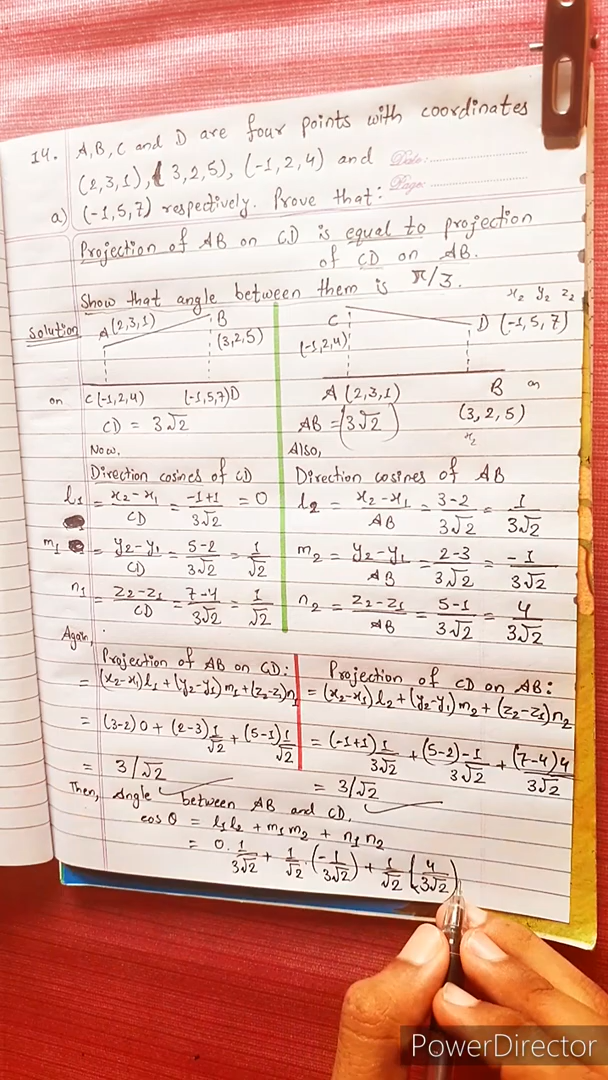 14. A, B, C and D are four points with coordinates
(2,3,1), (3,2,5), (-1,2,4) and
Date:
Page:
a) (-1,5,7) respectively. Prove that:
Projection of AB on CD is equal to projection
of CD on AB.
Show that angle between them is π/3.
x₂ y₂ z₂
Solution
A(2,3,1) B
(3,2,5)
on C(-1,2,4) (-1,5,7)D
CD = 3√2
Now,
Direction cosines of CD
l₁ = x₂-x₁/CD = -1+1/3√2 = 0
m₁ = y₂-y₁/CD = 5-2/3√2 = 1/√2
n₁ = z₂-z₁/CD = 7-4/3√2 = 1/√2
C D(-1,5,7)
(-1,2,4)
A (2,3,1) B on
(3,2,5)
x₂
AB = (3√2)
Also,
Direction cosines of AB
l₂ = x₂-x₁/AB = 3-2/3√2 = 1/3√2
m₂ = y₂-y₁/AB = 2-3/3√2 = -1/3√2
n₂ = z₂-z₁/AB = 5-1/3√2 = 4/3√2
Again,
Projection of AB on CD:
= (x₂-x₁)l₁ + (y₂-y₁)m₁ + (z₂-z₁)n₁
= (3-2)0 + (2-3)1/√2 + (5-1)1/√2
= 3/√2
Projection of CD on AB:
= (x₂-x₁)l₂ + (y₂-y₁)m₂ + (z₂-z₁)n₂
= (-1+1)1/3√2 + (5-2)-1/3√2 + (7-4)4/3√2
= 3/√2
Then, Angle between AB and CD,
cos θ = l₁l₂ + m₁m₂ + n₁n₂
= 0·1/3√2 + 1/√2·(-1/3√2) + 1/√2(4/3√2)
PowerDirector